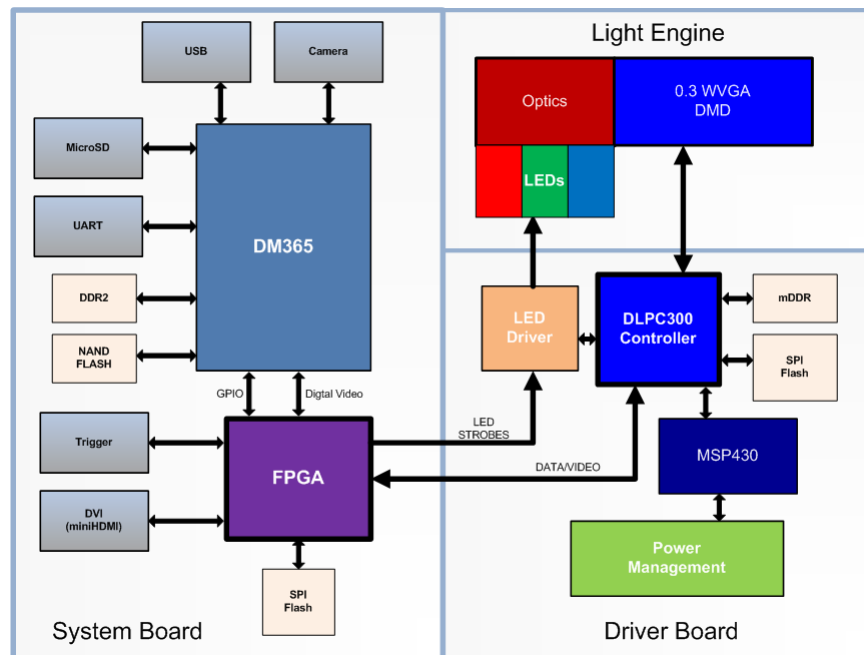 USB
Camera
MicroSD
UART
DDR2
NAND
FLASH
DM365
GPIO
Digtal Video
Trigger
DVI
(miniHDMI)
FPGA
SPI
Flash
System Board
LED
STROBES
DATA/VIDEO
Light Engine
Optics
0.3 WVGA
DMD
LEDs
LED
Driver
DLPC300
Controller
mDDR
SPI
Flash
MSP430
Power
Management
Driver Board